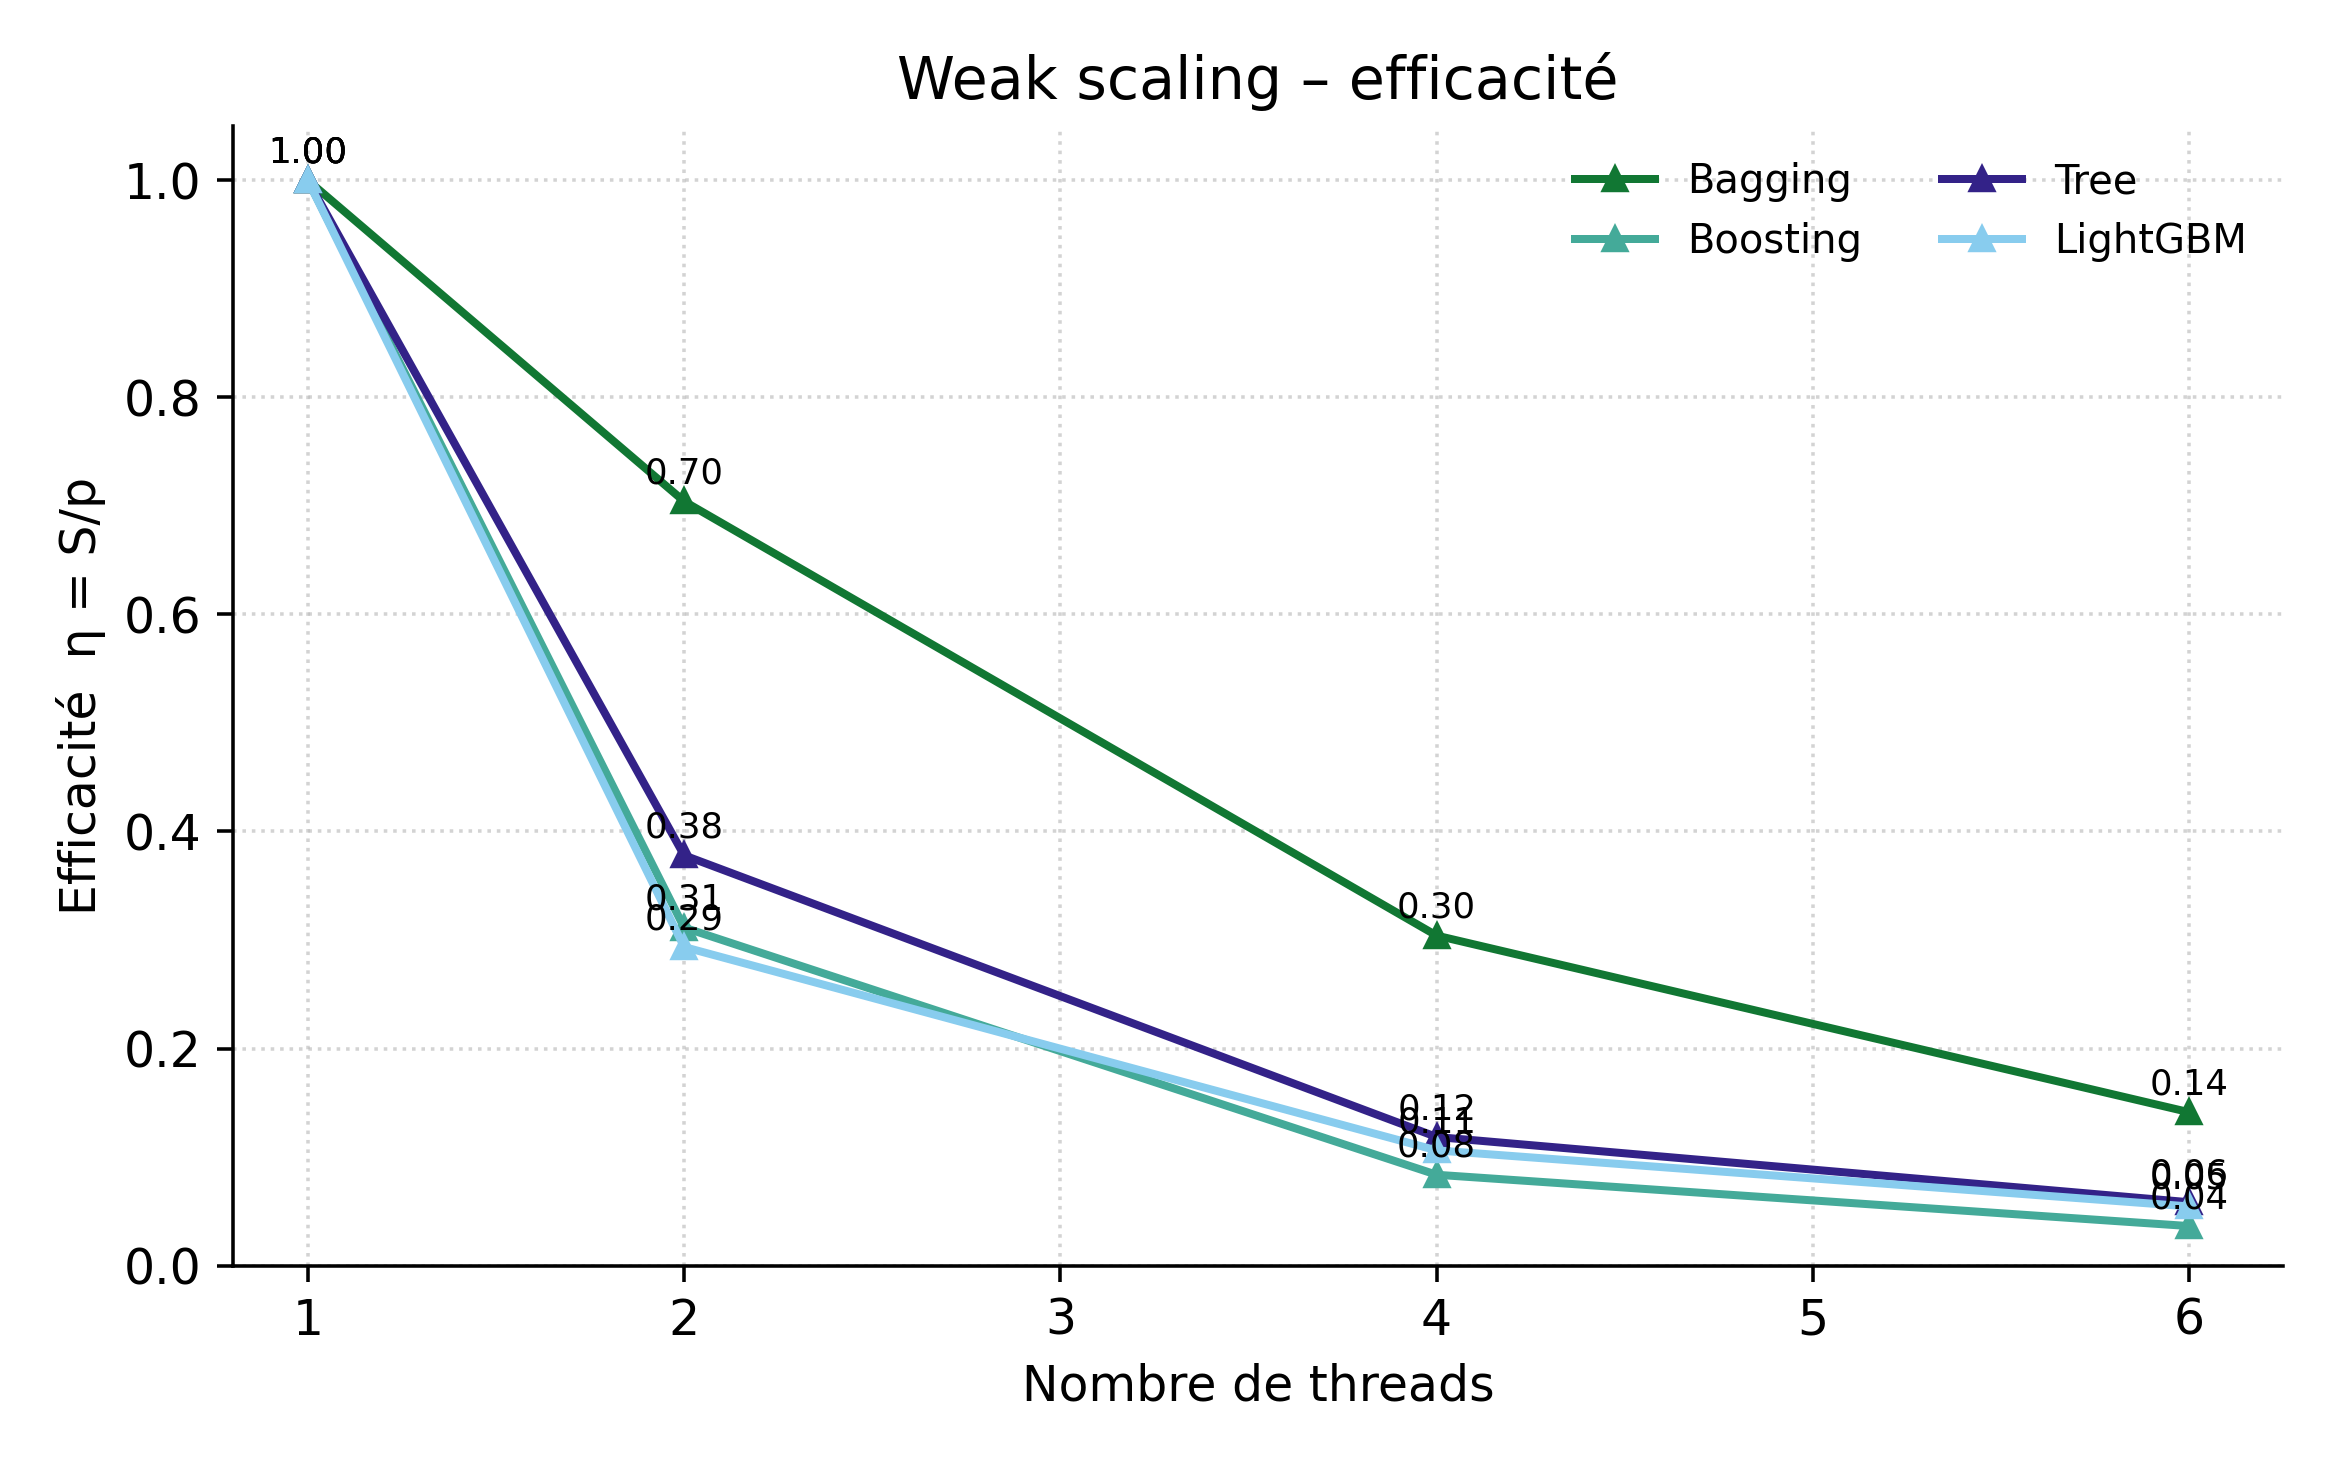 Weak scaling – efficacité
Bagging
Boosting
Tree
LightGBM
Efficacité η = S/p
1.0
0.8
0.6
0.4
0.2
0.0
1.00
0.70
0.38
0.31
0.29
0.30
0.12
0.11
0.08
0.14
0.06
0.05
0.04
1 2 3 4 5 6
Nombre de threads